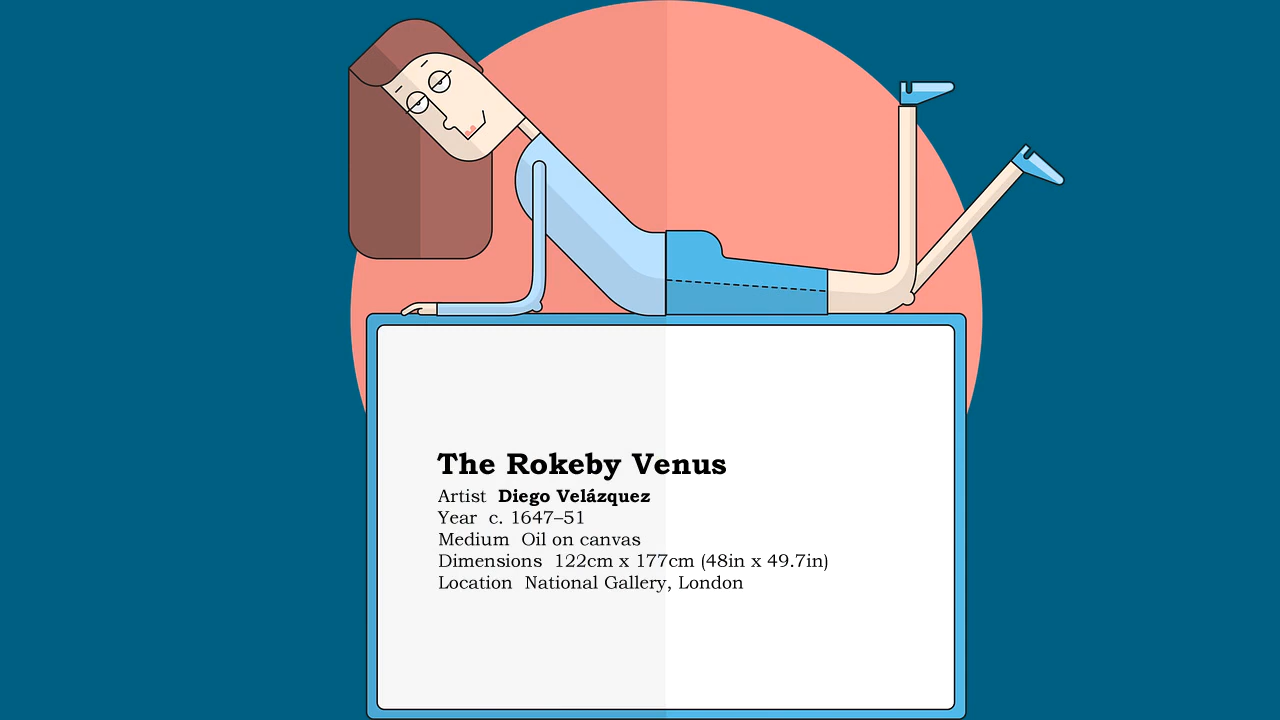 The Rokeby Venus
Artist Diego Velázquez
Year c. 1647–51
Medium Oil on canvas
Dimensions 122cm x 177cm (48in x 49.7in)
Location National Gallery, London